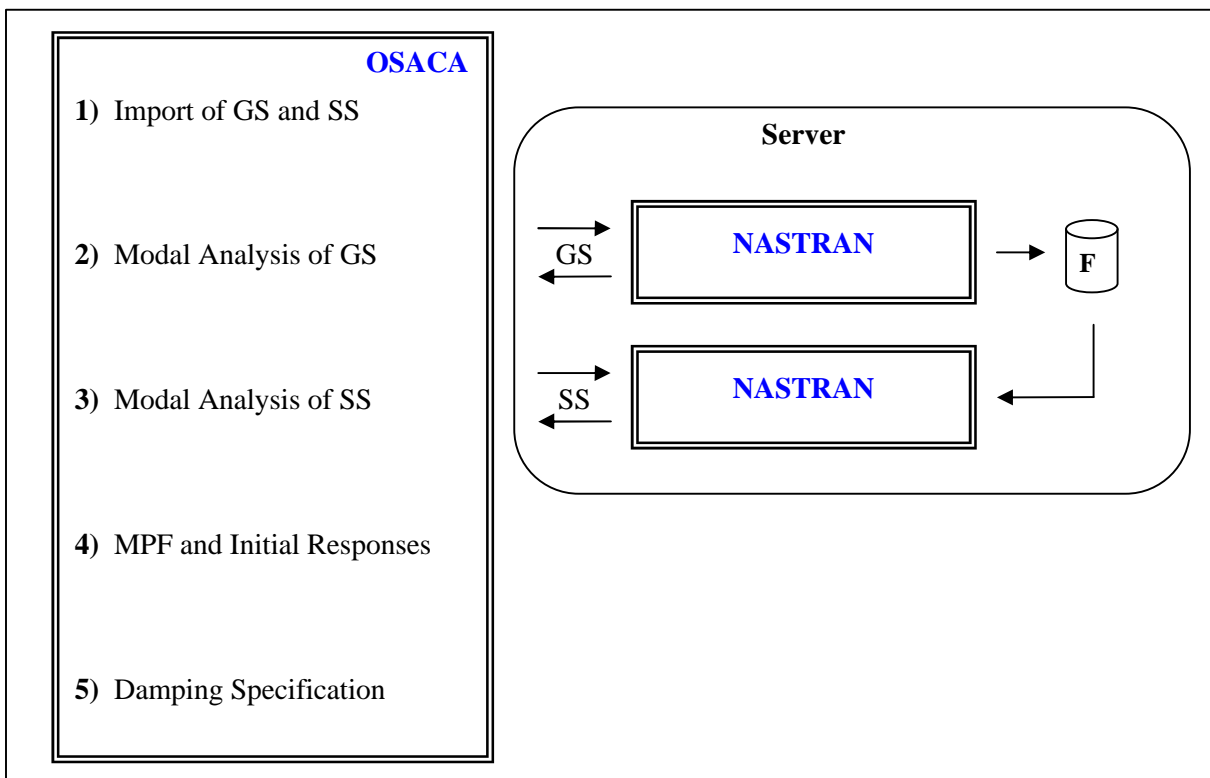 OSACA
1) Import of GS and SS
Server
2) Modal Analysis of GS
GS
NASTRAN
F
3) Modal Analysis of SS
SS
NASTRAN
4) MPF and Initial Responses
5) Damping Specification